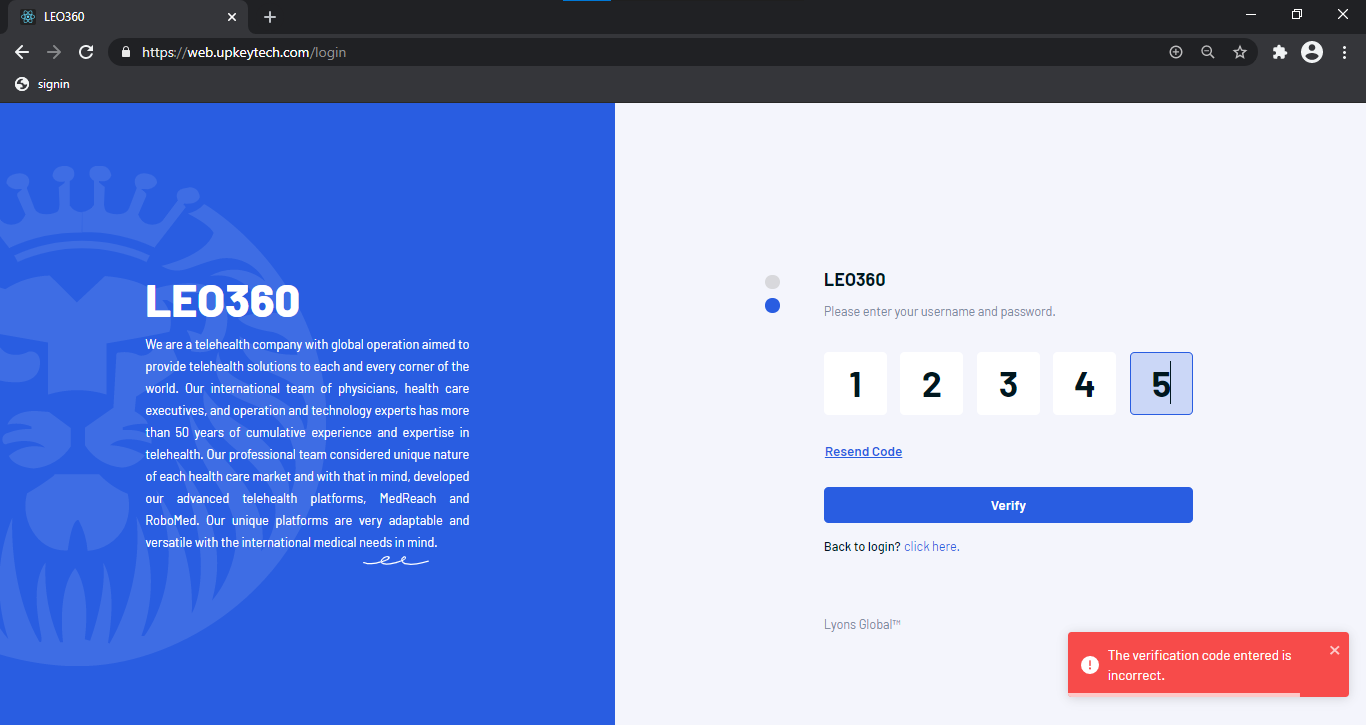 LEO360
https://web.upkeytech.com/login
signin
LEO360
We are a telehealth company with global operation aimed to
provide telehealth solutions to each and every corner of the
world. Our international team of physicians, health care
executives, and operation and technology experts has more
than 50 years of cumulative experience and expertise in
telehealth. Our professional team considered unique nature
of each health care market and with that in mind, developed
our advanced telehealth platforms, MedReach and
RoboMed. Our unique platforms are very adaptable and
versatile with the international medical needs in mind.
LEO360
Please enter your username and password.
1 2 3 4 5
Resend Code
Verify
Back to login? click here.
Lyons Global™
The verification code entered is
incorrect.